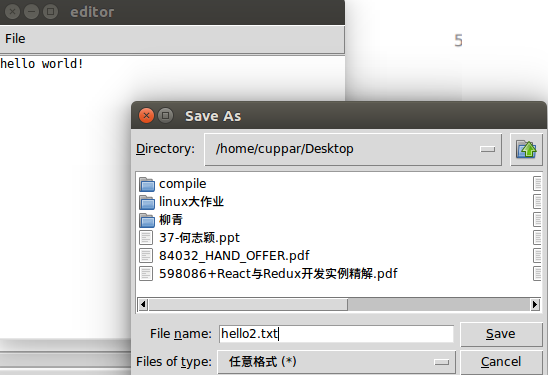 editor
5
File
hello world!
Save As
Directory: /home/cuppar/Desktop
compile
linux大作业
柳青
37-何志颖.ppt
84032_HAND_OFFER.pdf
598086+React与Redux开发实例精解.pdf
File name: hello2.txt Save
Files of type: 任意格式 (*) Cancel